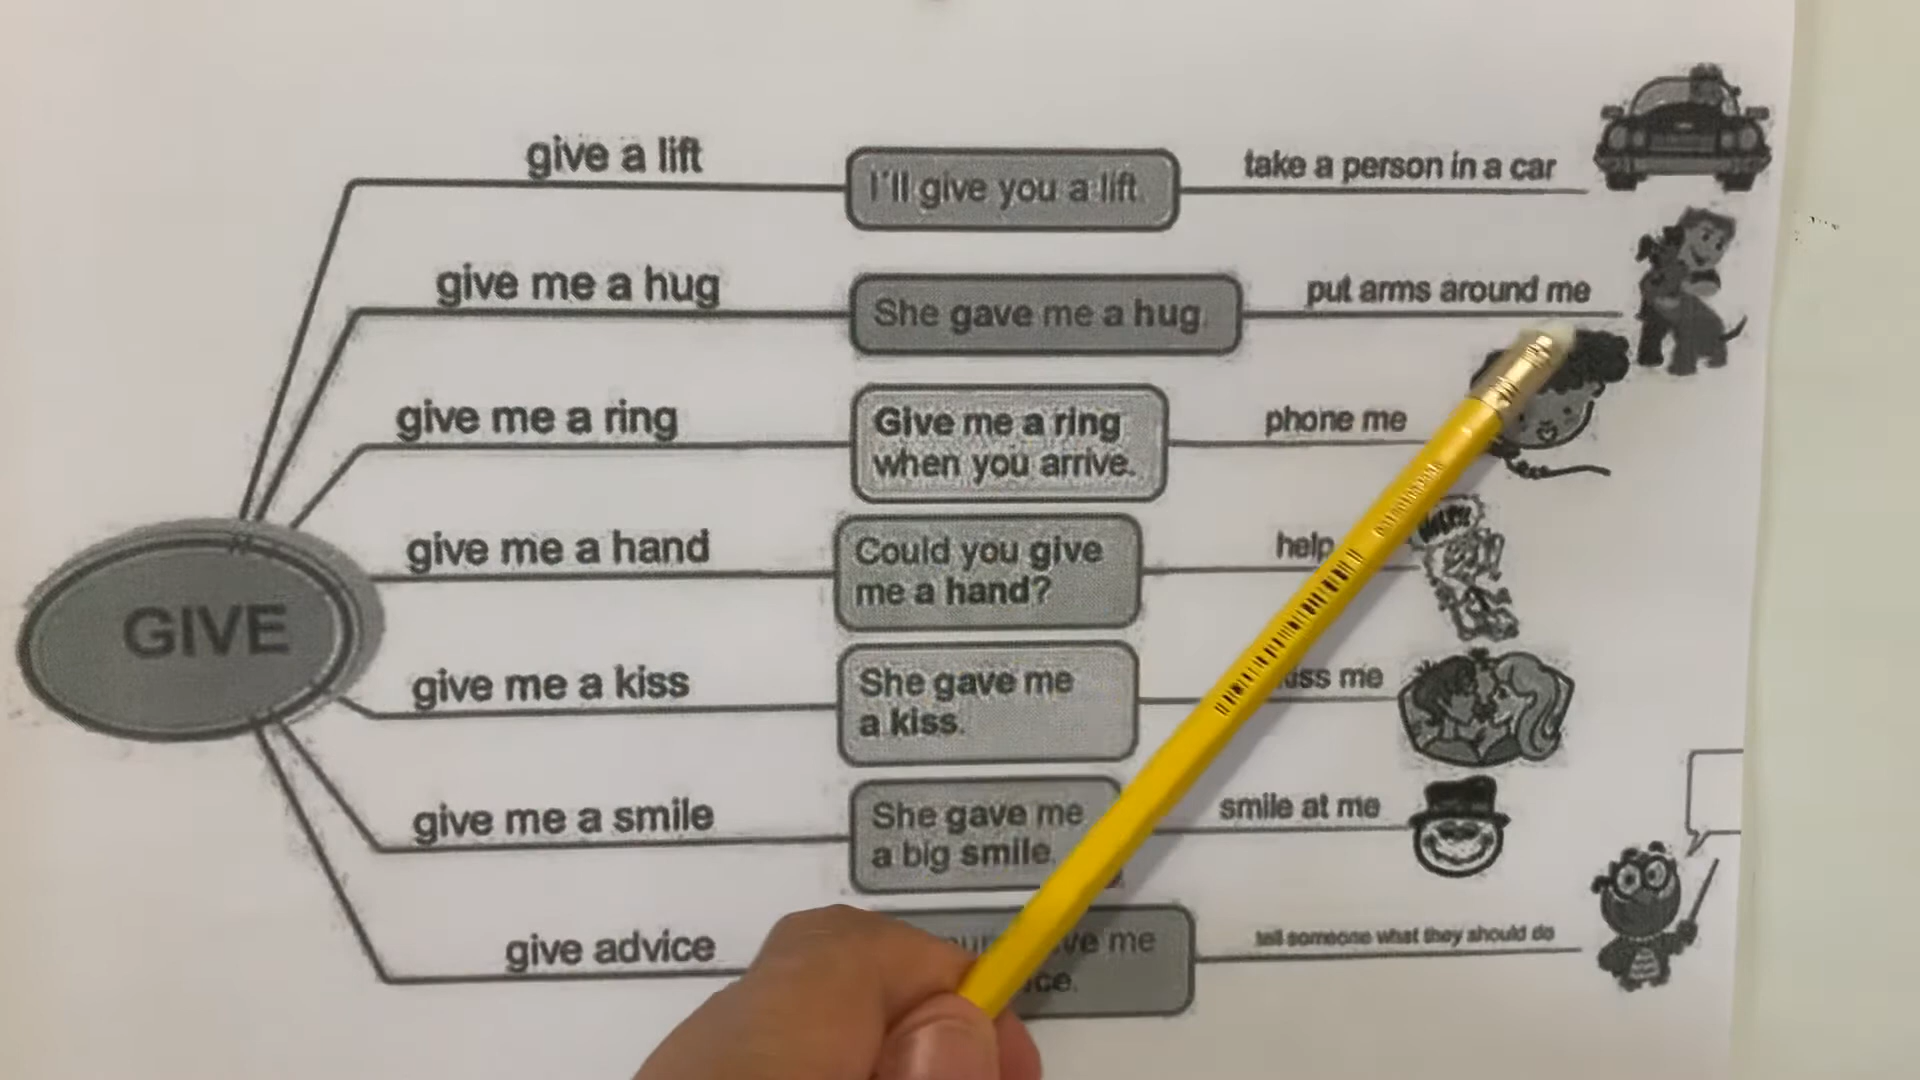 give a lift
I'll give you a lift.
take a person in a car
give me a hug
She gave me a hug.
put arms around me
give me a ring
Give me a ring
when you arrive.
phone me
give me a hand
Could you give
me a hand?
help
GIVE
give me a kiss
She gave me
a kiss.
me
give me a smile
She gave me
a big smile.
smile at me
give advice
me
tell someone what they should do